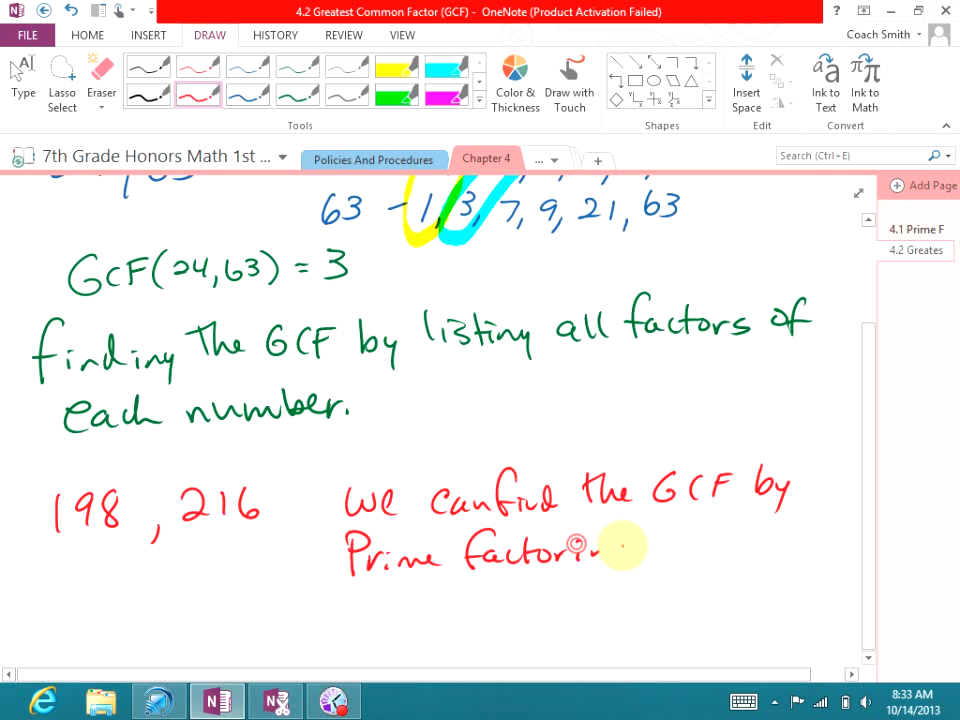 4.2 Greatest Common Factor (GCF) - OneNote (Product Activation Failed)
FILE HOME INSERT DRAW HISTORY REVIEW VIEW Coach Smith
Type Lasso Select Eraser Color & Thickness Draw with Touch Insert Space Ink to Text Ink to Math
Tools Shapes Edit Convert
7th Grade Honors Math 1st ... Policies And Procedures Chapter 4 ... Search (Ctrl+E)
Add Page
4.1 Prime F
4.2 Greates
63 - 1, 3, 7, 9, 21, 63
GCF(24,63) = 3
finding the GCF by listing all factors of
each number.
198, 216 We can find the GCF by
Prime factori
8:33 AM
10/14/2013